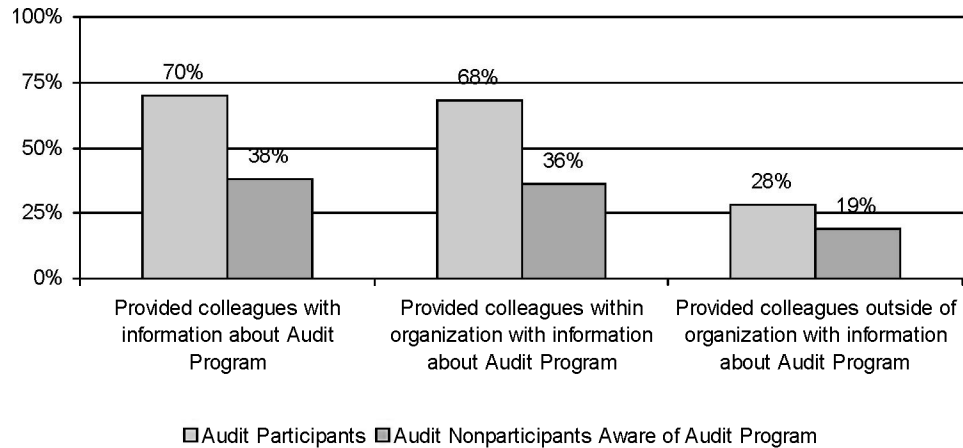 100%
75%
50%
25%
0%
70%
38%
68%
36%
28%
19%
Provided colleagues with
information about Audit
Program
Provided colleagues within
organization with information
about Audit Program
Provided colleagues outside of
organization with information
about Audit Program
Audit Participants
Audit Nonparticipants Aware of Audit Program